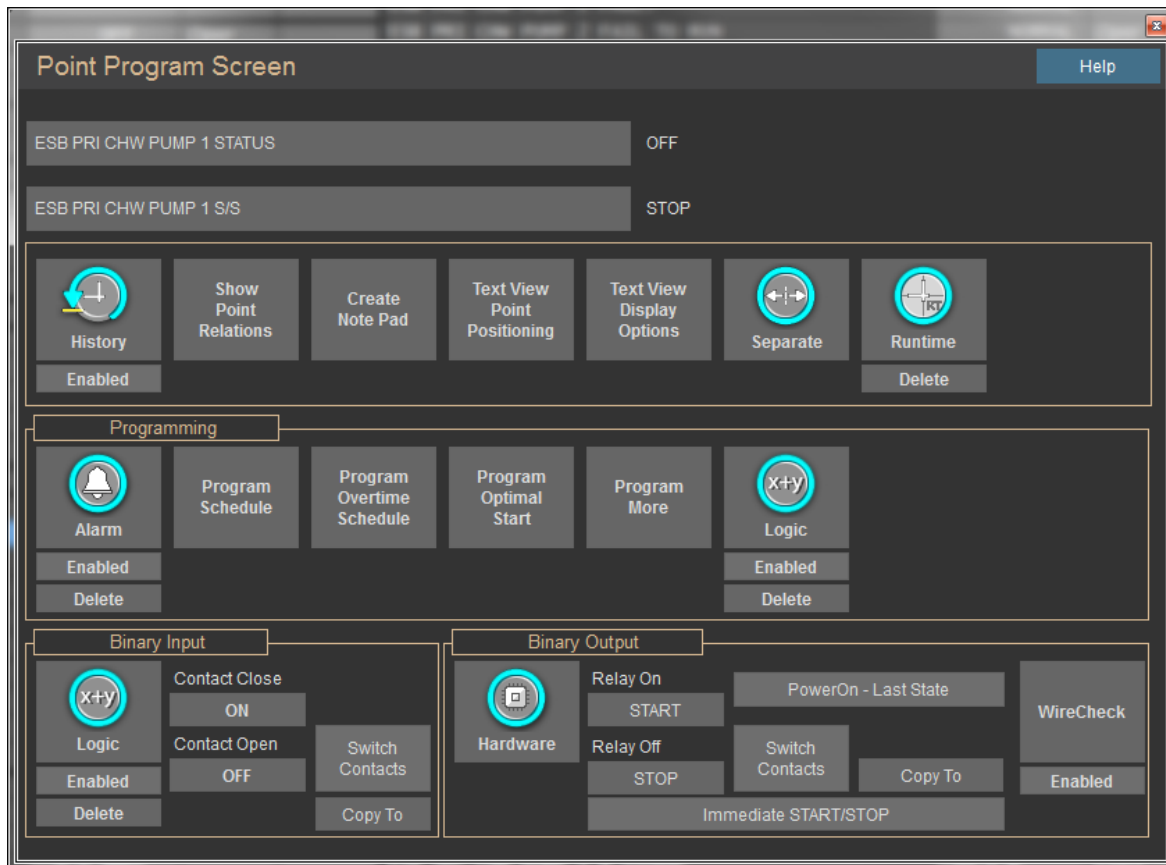 Point Program Screen
Help
ESB PRI CHW PUMP 1 STATUS
OFF
ESB PRI CHW PUMP 1 S/S
STOP
History
Show
Point
Relations
Create
Note Pad
Text View
Point
Positioning
Text View
Display
Options
Separate
RT
Runtime
Enabled
Delete
Programming
Alarm
Program
Schedule
Program
Overtime
Schedule
Program
Optimal
Start
Program
More
x+y
Logic
Enabled
Enabled
Delete
Delete
Binary Input
x+y
Logic
Enabled
Delete
Contact Close
ON
Contact Open
OFF
Switch
Contacts
Copy To
Binary Output
Hardware
Relay On
START
Relay Off
STOP
PowerOn - Last State
Switch
Contacts
Copy To
Immediate START/STOP
WireCheck
Enabled